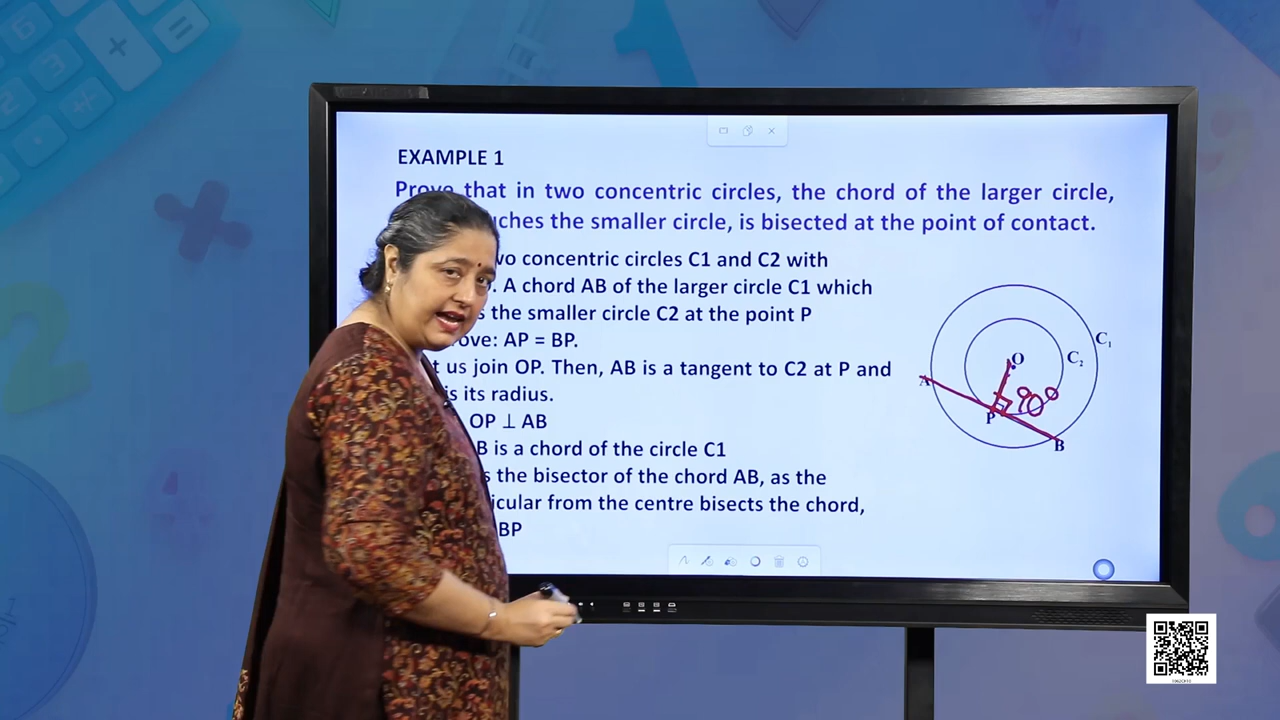 EXAMPLE 1
Prove that in two concentric circles, the chord of the larger circle,
the smaller circle, is bisected at the point of contact.
two concentric circles C1 and C2 with
A chord AB of the larger circle C1 which
the smaller circle C2 at the point P
AP = BP.
us join OP. Then, AB is a tangent to C2 at P and
is its radius.
OP ⊥ AB
is a chord of the circle C1
the bisector of the chord AB, as the
from the centre bisects the chord,
BP
O
C1
C2
A
90°
P
B